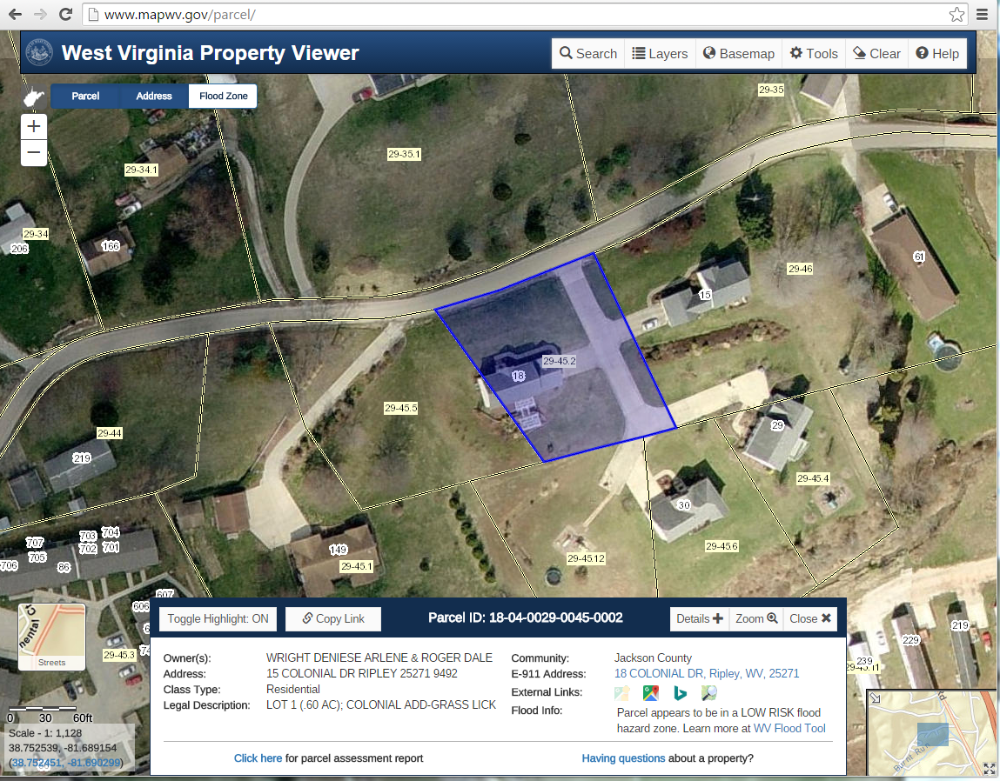 www.mapwv.gov/parcel/
West Virginia Property Viewer
Search Layers Basemap Tools Clear Help
Parcel Address Flood Zone
+
−
29-35
29-35.1
29-34.1
29-34
206
166
61
29-46
15
29-45.2
18
29-45.5
29-44
219
29
29-45.4
30
29-45.6
29-45.12
149
29-45.1
703 704
707
702 701
705
706
86
607
606
29-45.3
219
229
239
Streets
0 30 60ft
Scale - 1: 1,128
38.752539, -81.689154
(38.752451, -81.690299)
Toggle Highlight: ON Copy Link Parcel ID: 18-04-0029-0045-0002 Details Zoom Close
Owner(s): WRIGHT DENIESE ARLENE & ROGER DALE
Address: 15 COLONIAL DR RIPLEY 25271 9492
Class Type: Residential
Legal Description: LOT 1 (.60 AC); COLONIAL ADD-GRASS LICK
Community: Jackson County
E-911 Address: 18 COLONIAL DR, Ripley, WV, 25271
External Links:
Flood Info: Parcel appears to be in a LOW RISK flood
hazard zone. Learn more at WV Flood Tool
Click here for parcel assessment report
Having questions about a property?
Burnt Run